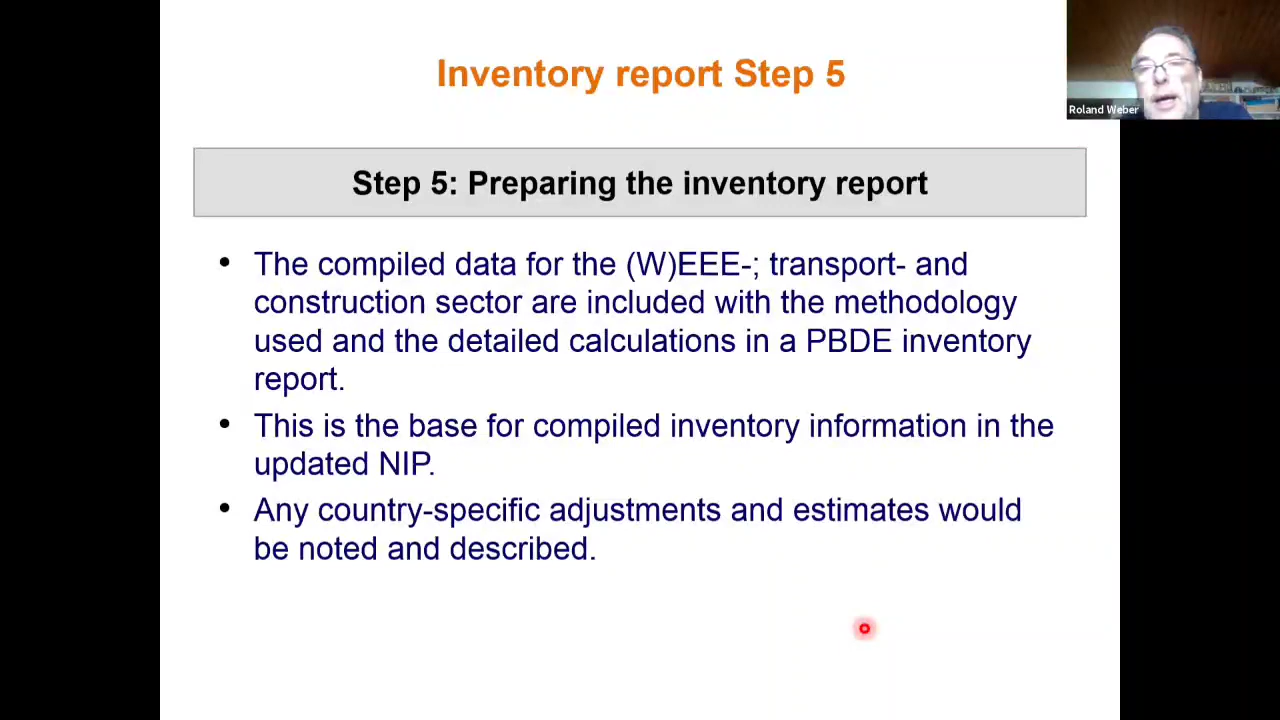 Inventory report Step 5
Roland Weber
Step 5: Preparing the inventory report
• The compiled data for the (W)EEE-; transport- and
construction sector are included with the methodology
used and the detailed calculations in a PBDE inventory
report.
• This is the base for compiled inventory information in the
updated NIP.
• Any country-specific adjustments and estimates would
be noted and described.